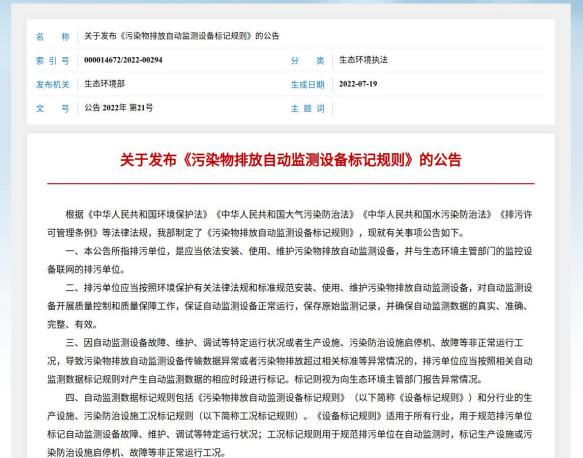 名 称 关于发布《污染物排放自动监测设备标记规则》的公告
索 引 号 000014672/2022-00294 分 类 生态环境执法
发布机关 生态环境部 生成日期 2022-07-19
文 号 公告 2022年 第21号 主 题 词
关于发布《污染物排放自动监测设备标记规则》的公告
根据《中华人民共和国环境保护法》《中华人民共和国大气污染防治法》《中华人民共和国水污染防治法》《排污许
可管理条例》等法律法规，我部制定了《污染物排放自动监测设备标记规则》，现就有关事项公告如下。
一、本公告所指排污单位，是应当依法安装、使用、维护污染物排放自动监测设备，并与生态环境主管部门的监控设
备联网的排污单位。
二、排污单位应当按照环境保护有关法律法规和标准规范安装、使用、维护污染物排放自动监测设备，对自动监测设
备开展质量控制和质量保障工作，保证自动监测设备正常运行，保存原始监测记录，并确保自动监测数据的真实、准确、
完整、有效。
三、因自动监测设备故障、维护、调试等特定运行状况或者生产设施、污染防治设施启停机、故障等非正常运行工
况，导致污染物排放自动监测设备传输数据异常或者污染物排放超过相关标准等异常情况的，排污单位应当按照相关自动
监测数据标记规则对产生自动监测数据的相应时段进行标记。标记则视为向生态环境主管部门报告异常情况。
四、自动监测数据标记规则包括《污染物排放自动监测设备标记规则》（以下简称《设备标记规则》）和分行业的生
产设施、污染防治设施工况标记规则（以下简称工况标记规则）。《设备标记规则》适用于所有行业，用于规范排污单位
标记自动监测设备故障、维护、调试等特定运行状况；工况标记规则用于规范排污单位在自动监测时，标记生产设施或污
染防治设施启停机、故障等非正常运行工况。